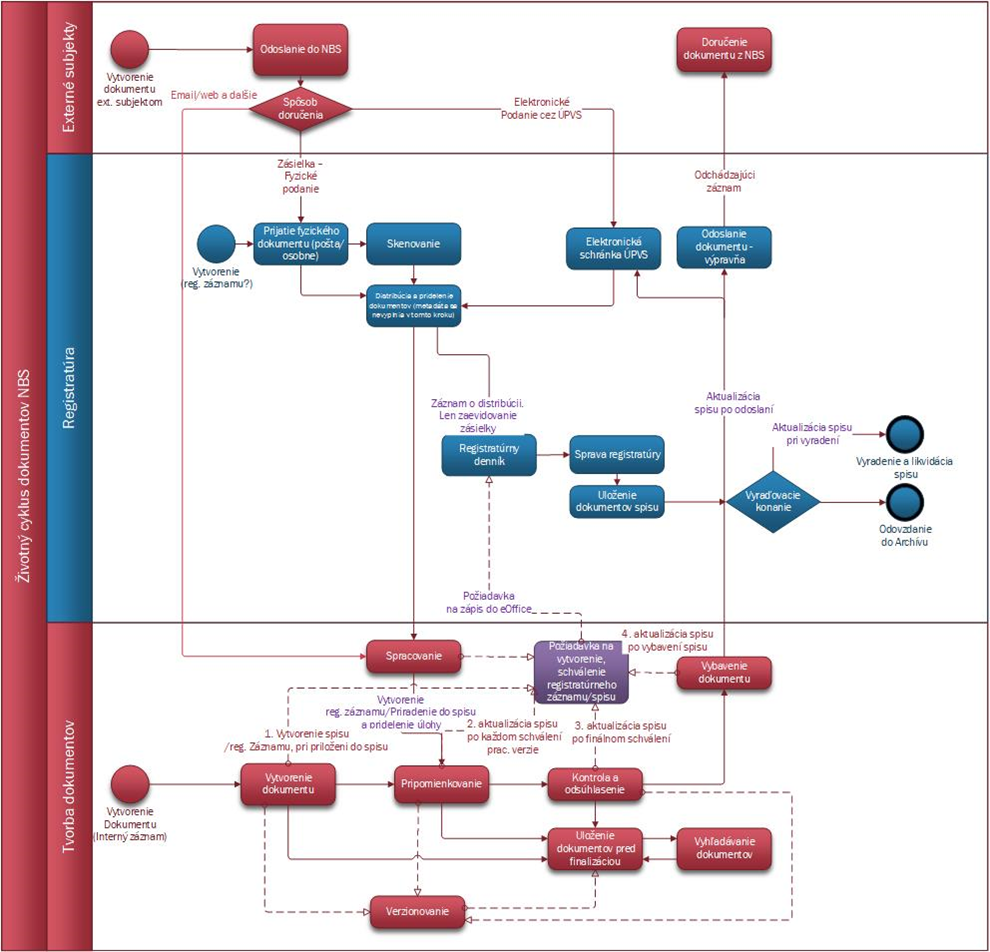 Životný cyklus dokumentov NBS
Externé subjekty
Vytvorenie
dokumentu
ext. subjektom
Odoslanie do NBS
Spôsob
doručenia
Email/web a dalšie
Elektronické
Podanie cez ÚPVS
Doručenie
dokumentu z NBS
Zásielka –
Fyzické
podanie
Odchádzajúci
záznam
Registratúra
Vytvorenie
(reg. záznamu?)
Prijatie fyzického
dokumentu (pošta/
osobne)
Skenovanie
Elektronická
schránka ÚPVS
Odoslanie
dokumentu -
výpravňa
Distribúcia a pridelenie
dokumentov (metadáta sa
nevyplnia v tomto kroku)
Záznam o distribúcii.
Len zaevidovanie
zásielky
Registratúrny
denník
Sprava registratúry
Uloženie
dokumentov spisu
Aktualizácia
spisu po odoslaní
Aktualizácia spisu
pri vyradení
Vyraďovacie
konanie
Vyradenie a likvidácia
spisu
Odovzdanie
do Archívu
Požiadavka
na zápis do eOffice
Tvorba dokumentov
Spracovanie
Požiadavka na
vytvorenie,
schválenie
registratúrneho
záznamu/spisu
4. aktualizácia spisu
po vybavení spisu
Vybavenie
dokumentu
Vytvorenie
reg. záznamu/Priradenie do spisu
a pridelenie úlohy
1. Vytvorenie spisu
/reg. Záznamu, pri priložení do spisu
2. aktualizácia spisu
po každom schválení
prac. verzie
3. aktualizácia spisu
po finálnom schválení
Vytvorenie
Dokumentu
(Interný záznam)
Vytvorenie
dokumentu
Pripomienkovanie
Kontrola a
odsúhlasenie
Uloženie
dokumentov pred
finalizáciou
Vyhľadávanie
dokumentov
Verzionovanie